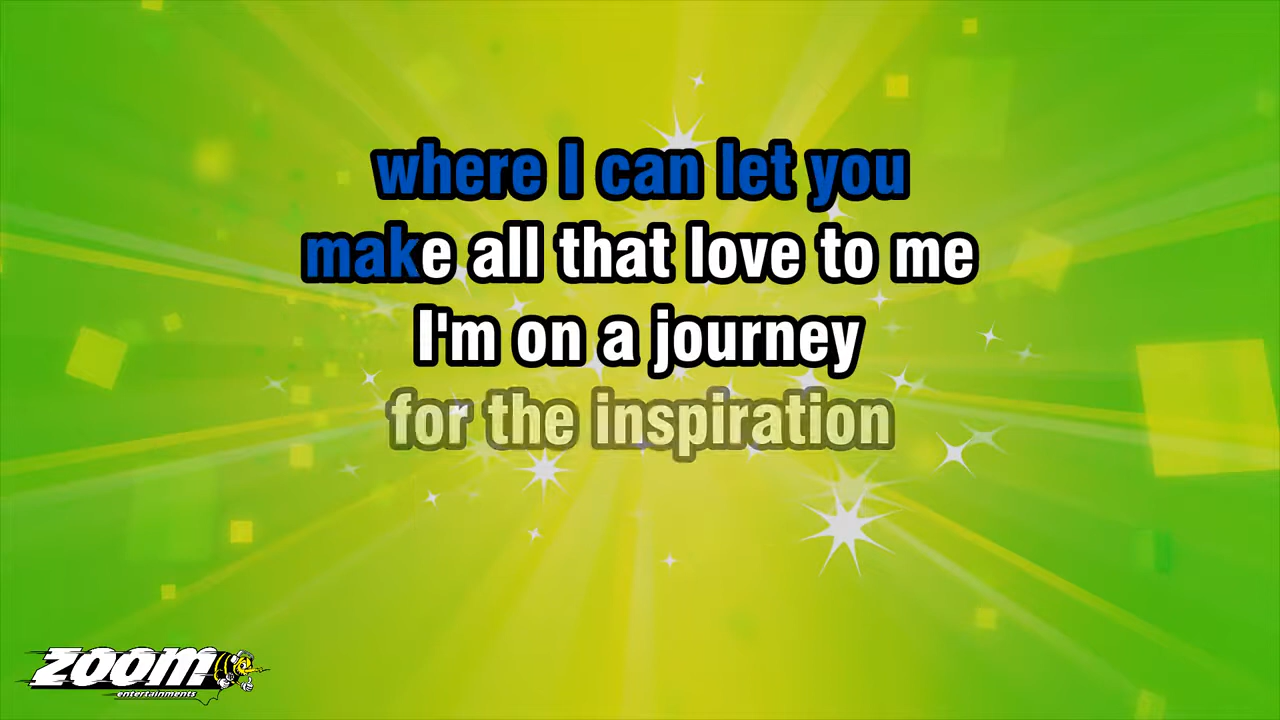 where I can let you
make all that love to me
I'm on a journey
for the inspiration
ZOOM
entertainments